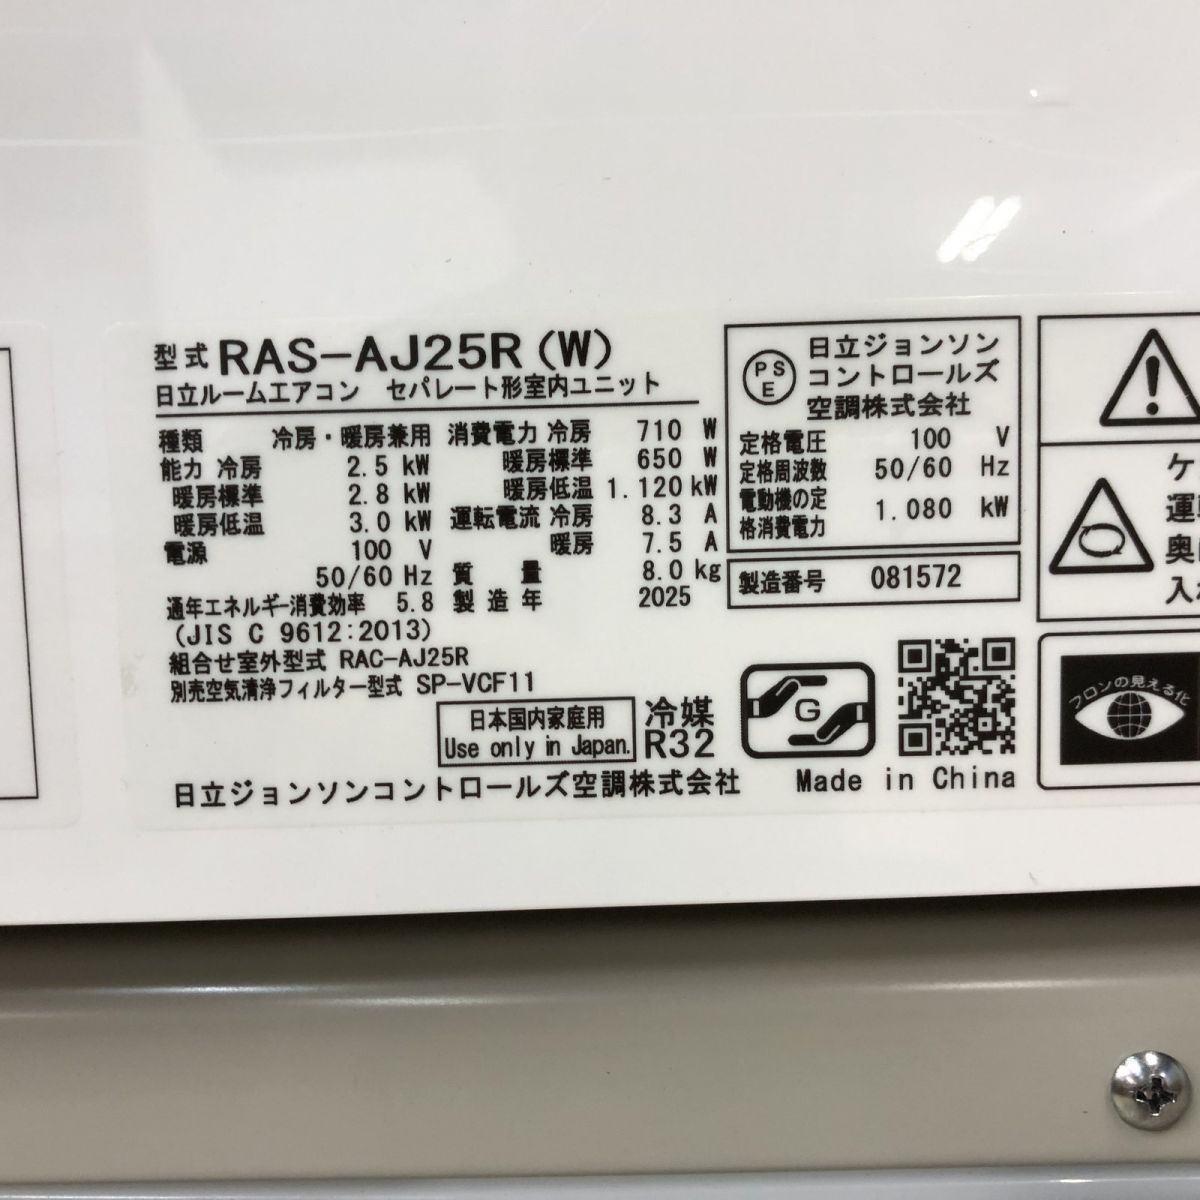 型式 RAS-AJ25R(W)
日立ルームエアコン セパレート形室内ユニット
種類 冷房・暖房兼用
能力 冷房 2.5 kW
暖房標準 2.8 kW
暖房低温 3.0 kW
電源 100 V
50/60 Hz
通年エネルギー消費効率 5.8
(JIS C 9612:2013)
組合せ室外型式 RAC-AJ25R
別売空気清浄フィルター型式 SP-VCF11
消費電力 冷房 710 W
暖房標準 650 W
暖房低温 1.120 kW
運転電流 冷房 8.3 A
暖房 7.5 A
質量 8.0 kg
製造年 2025
日本国内家庭用
Use only in Japan.
冷媒
R32
日立ジョンソンコントロールズ空調株式会社
PS
E
日立ジョンソン
コントロールズ
空調株式会社
定格電圧 100 V
定格周波数 50/60 Hz
電動機の定
格消費電力 1.080 kW
製造番号 081572
G
Made in China
ケ
運
奥
入
フロンの見える化